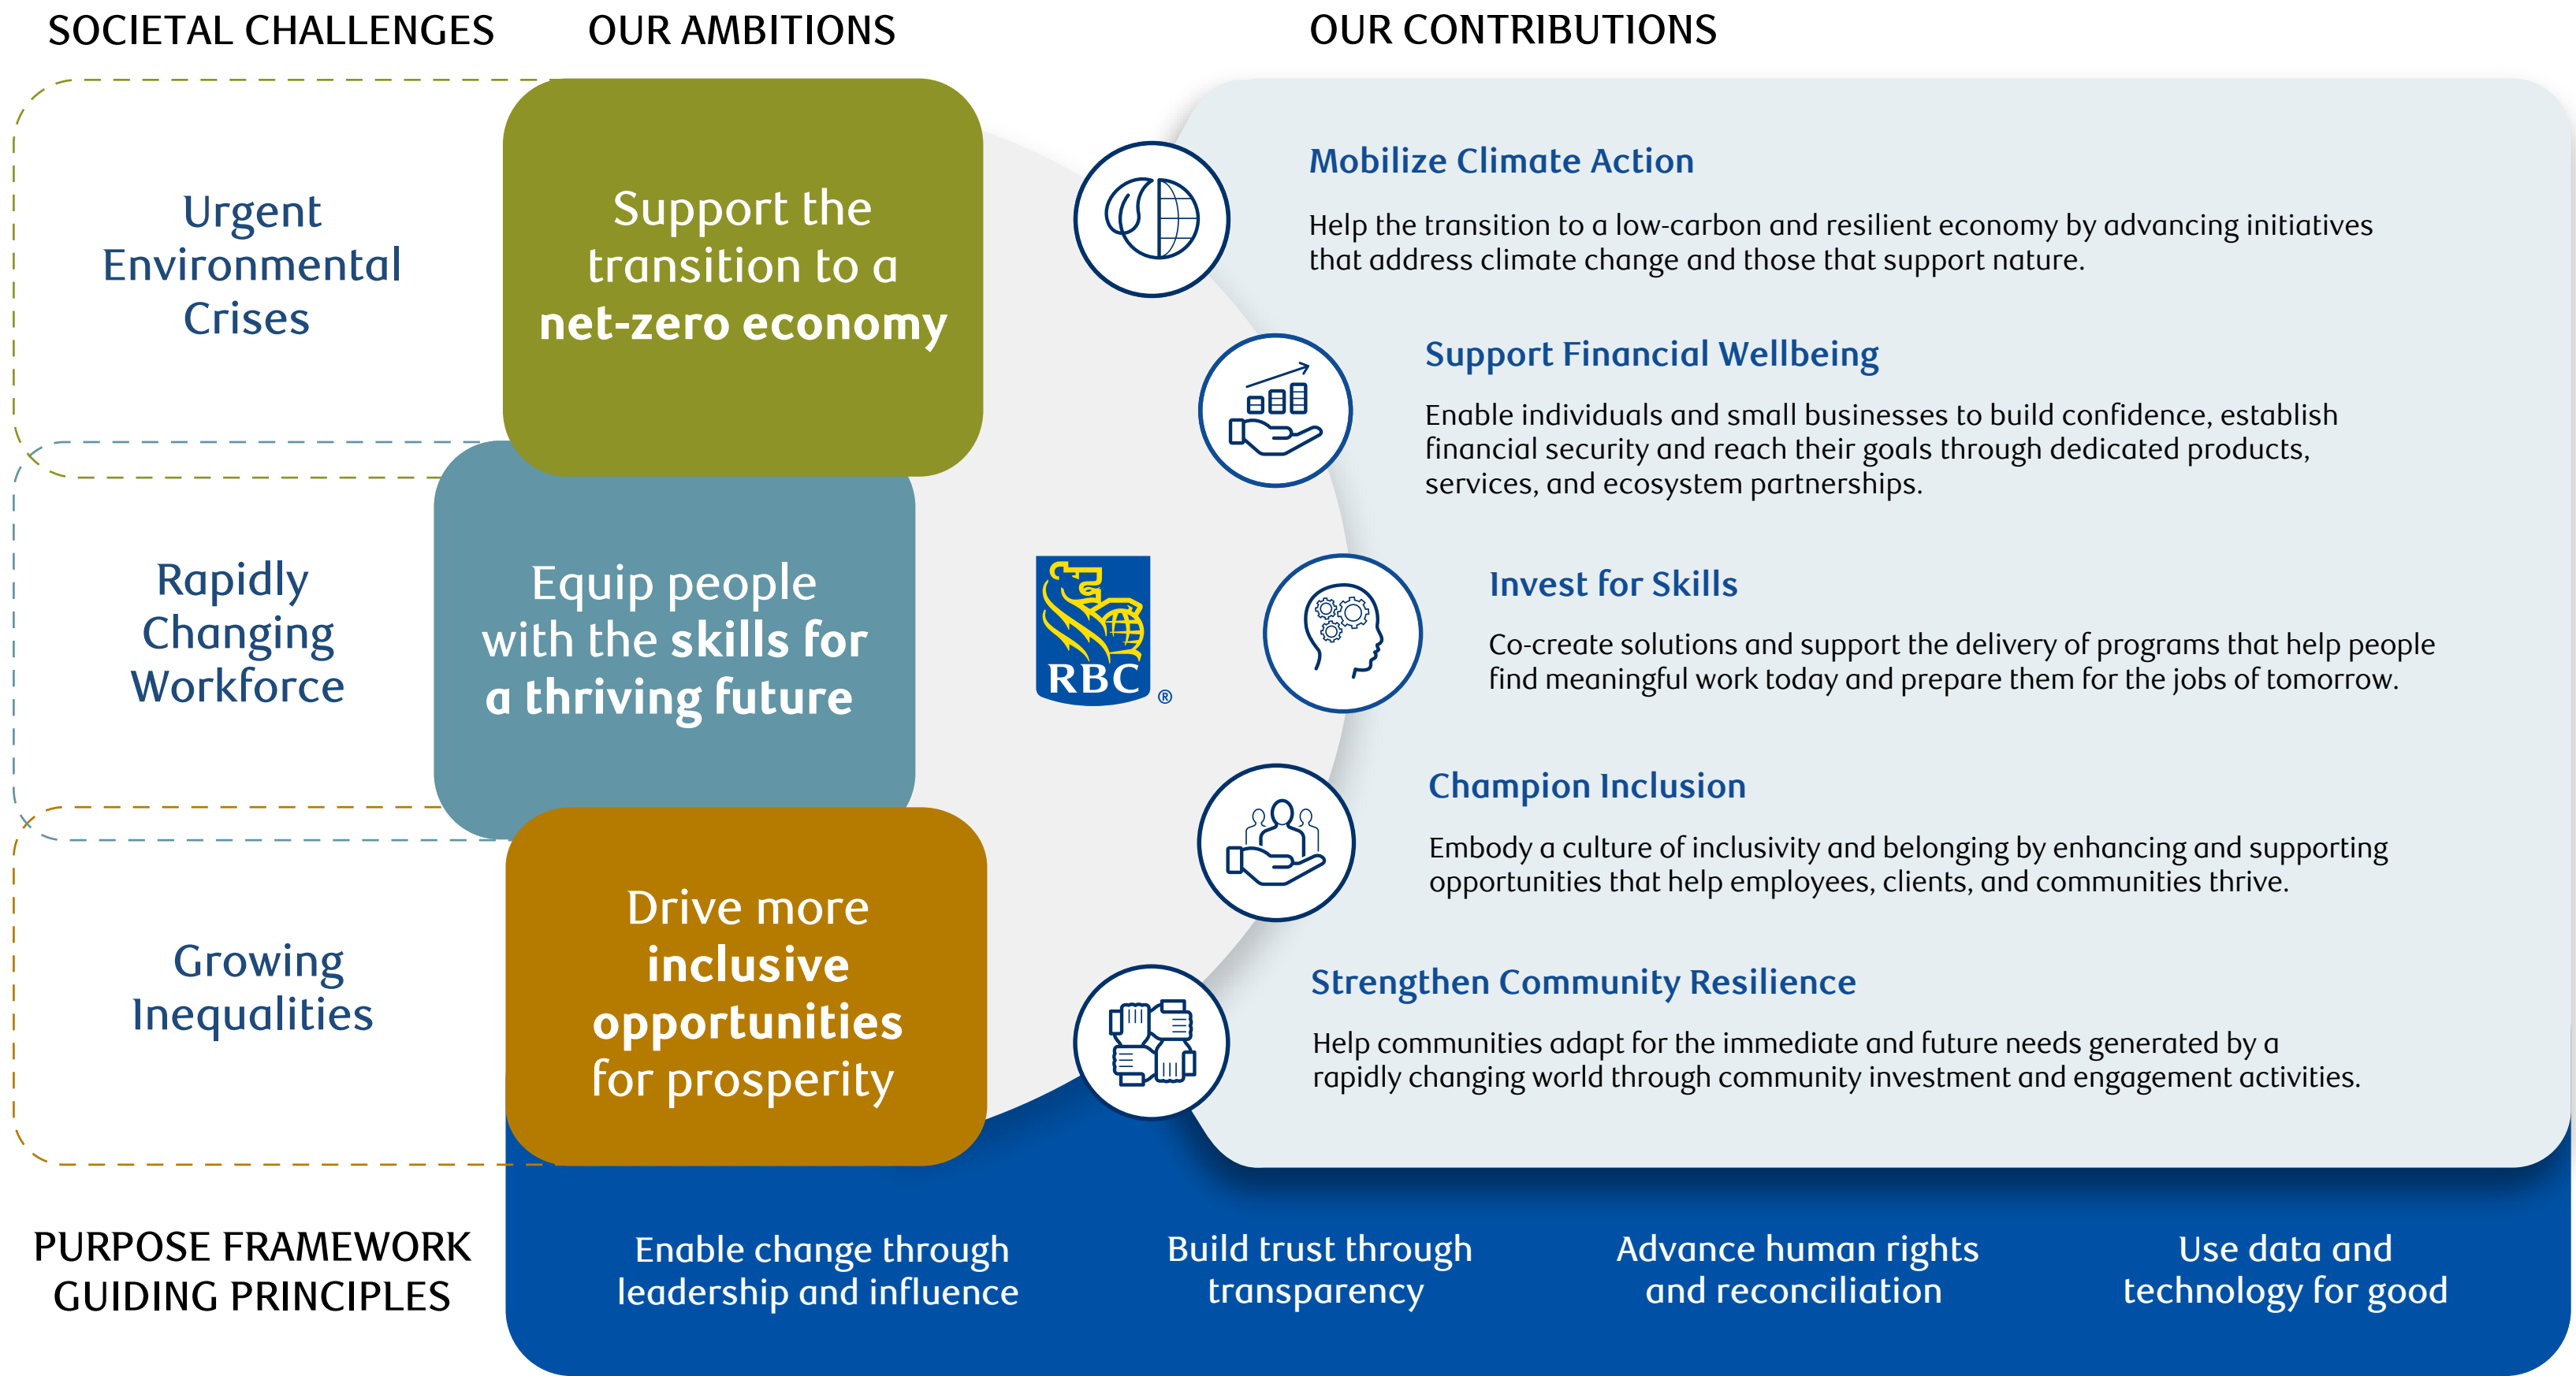 SOCIETAL CHALLENGES
OUR AMBITIONS
OUR CONTRIBUTIONS
Urgent
Environmental
Crises
Support the
transition to a
net-zero economy
Rapidly
Changing
Workforce
Equip people
with the skills for
a thriving future
Growing
Inequalities
Drive more
inclusive
opportunities
for prosperity
RBC
®
Mobilize Climate Action
Help the transition to a low-carbon and resilient economy by advancing initiatives
that address climate change and those that support nature.
Support Financial Wellbeing
Enable individuals and small businesses to build confidence, establish
financial security and reach their goals through dedicated products,
services, and ecosystem partnerships.
Invest for Skills
Co-create solutions and support the delivery of programs that help people
find meaningful work today and prepare them for the jobs of tomorrow.
Champion Inclusion
Embody a culture of inclusivity and belonging by enhancing and supporting
opportunities that help employees, clients, and communities thrive.
Strengthen Community Resilience
Help communities adapt for the immediate and future needs generated by a
rapidly changing world through community investment and engagement activities.
PURPOSE FRAMEWORK
GUIDING PRINCIPLES
Enable change through
leadership and influence
Build trust through
transparency
Advance human rights
and reconciliation
Use data and
technology for good